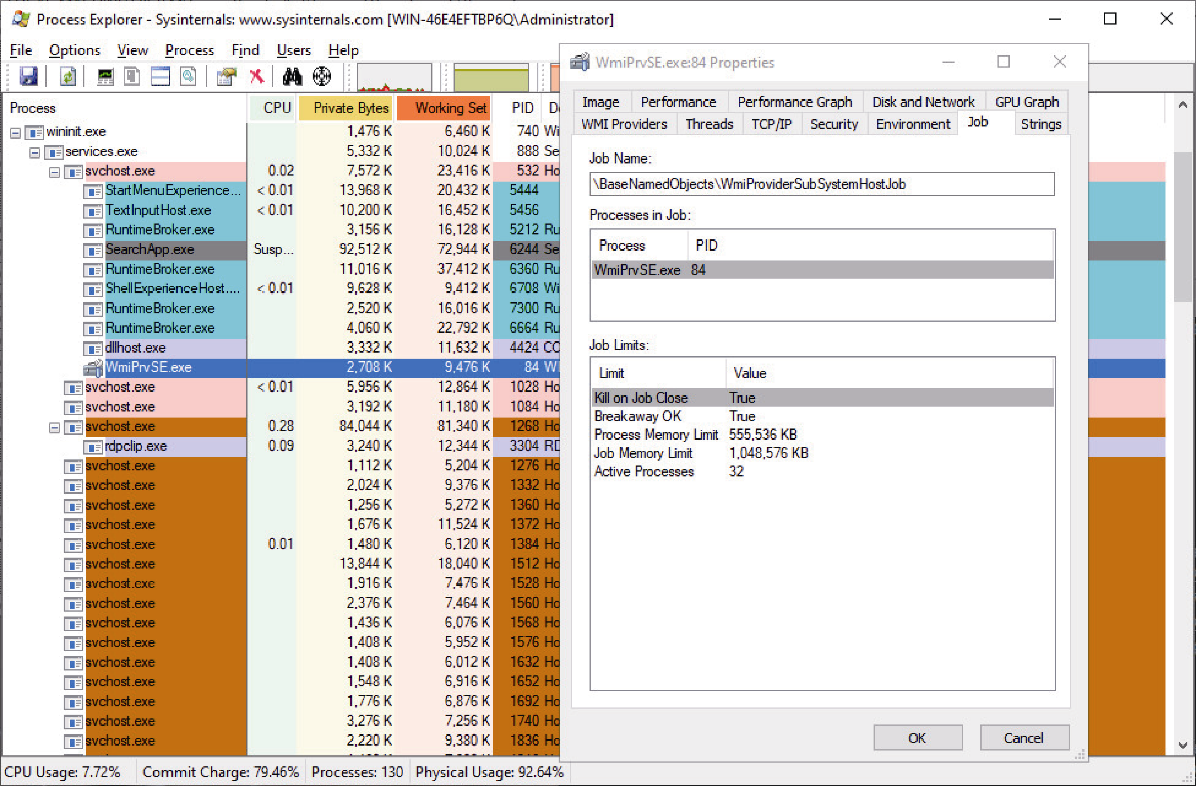 Process Explorer - Sysinternals: www.sysinternals.com [WIN-46E4EFTBP6Q\Administrator]
File Options View Process Find Users Help
Process CPU Private Bytes Working Set PID
wininit.exe 1,476 K 6,460 K 740 Wi
services.exe 5,332 K 10,024 K 888 Se
svchost.exe 0.02 7,572 K 23,416 K 532 Ho
StartMenuExperience... < 0.01 13,968 K 20,432 K 5444
TextInputHost.exe < 0.01 10,200 K 16,452 K 5456
RuntimeBroker.exe 3,156 K 16,128 K 5212 Ru
SearchApp.exe Susp... 92,512 K 72,944 K 6244 Se
RuntimeBroker.exe 11,016 K 37,412 K 6360 Ru
ShellExperienceHost.... < 0.01 9,628 K 9,412 K 6708 Wi
RuntimeBroker.exe 2,520 K 16,016 K 7300 Ru
RuntimeBroker.exe 4,060 K 22,792 K 6664 Ru
dllhost.exe 3,332 K 11,632 K 4424 CO
WmiPrvSE.exe 2,708 K 9,476 K 84 WI
svchost.exe < 0.01 5,956 K 12,864 K 1028 Ho
svchost.exe 3,192 K 11,180 K 1084 Ho
svchost.exe 0.28 84,044 K 81,340 K 1268 Ho
rdpclip.exe 0.09 3,240 K 12,344 K 3304 RD
svchost.exe 1,112 K 5,204 K 1276 Ho
svchost.exe 2,024 K 9,376 K 1332 Ho
svchost.exe 1,256 K 5,272 K 1360 Ho
svchost.exe 1,676 K 11,524 K 1372 Ho
svchost.exe 0.01 1,480 K 6,120 K 1384 Ho
svchost.exe 13,844 K 18,040 K 1512 Ho
svchost.exe 1,916 K 7,476 K 1528 Ho
svchost.exe 2,376 K 7,464 K 1560 Ho
svchost.exe 1,436 K 6,076 K 1568 Ho
svchost.exe 1,408 K 5,952 K 1576 Ho
svchost.exe 1,408 K 6,012 K 1632 Ho
svchost.exe 1,548 K 6,916 K 1652 Ho
svchost.exe 1,776 K 6,876 K 1692 Ho
svchost.exe 3,276 K 7,256 K 1740 Ho
svchost.exe 2,220 K 9,380 K 1836 Ho
CPU Usage: 7.72% Commit Charge: 79.46% Processes: 130 Physical Usage: 92.64%
WmiPrvSE.exe:84 Properties
Image Performance Performance Graph Disk and Network GPU Graph
WMI Providers Threads TCP/IP Security Environment Job Strings
Job Name:
\BaseNamedObjects\WmiProviderSubSystemHostJob
Processes in Job:
Process PID
WmiPrvSE.exe 84
Job Limits:
Limit Value
Kill on Job Close True
Breakaway OK True
Process Memory Limit 555,536 KB
Job Memory Limit 1,048,576 KB
Active Processes 32
OK Cancel